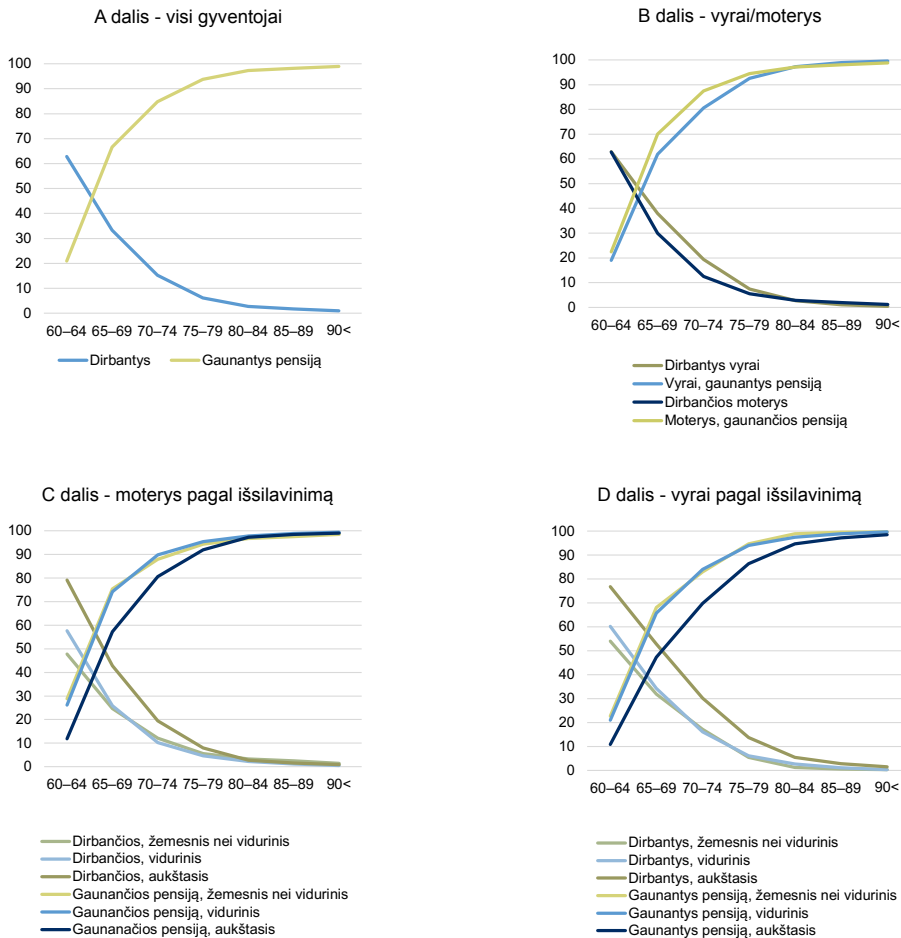 A dalis - visi gyventojai
100
90
80
70
60
50
40
30
20
10
0
60–64 65–69 70–74 75–79 80–84 85–89 90<
Dirbantys Gaunantys pensiją
B dalis - vyrai/moterys
100
90
80
70
60
50
40
30
20
10
0
60–64 65–69 70–74 75–79 80–84 85–89 90<
Dirbantys vyrai
Vyrai, gaunantys pensiją
Dirbančios moterys
Moterys, gaunančios pensiją
C dalis - moterys pagal išsilavinimą
100
90
80
70
60
50
40
30
20
10
0
60–64 65–69 70–74 75–79 80–84 85–89 90<
Dirbančios, žemesnis nei vidurinis
Dirbančios, vidurinis
Dirbančios, aukštasis
Gaunančios pensiją, žemesnis nei vidurinis
Gaunančios pensiją, vidurinis
Gaunanačios pensiją, aukštasis
D dalis - vyrai pagal išsilavinimą
100
90
80
70
60
50
40
30
20
10
0
60–64 65–69 70–74 75–79 80–84 85–89 90<
Dirbantys, žemesnis nei vidurinis
Dirbantys, vidurinis
Dirbantys, aukštasis
Gaunantys pensiją, žemesnis nei vidurinis
Gaunantys pensiją, vidurinis
Gaunantys pensiją, aukštasis